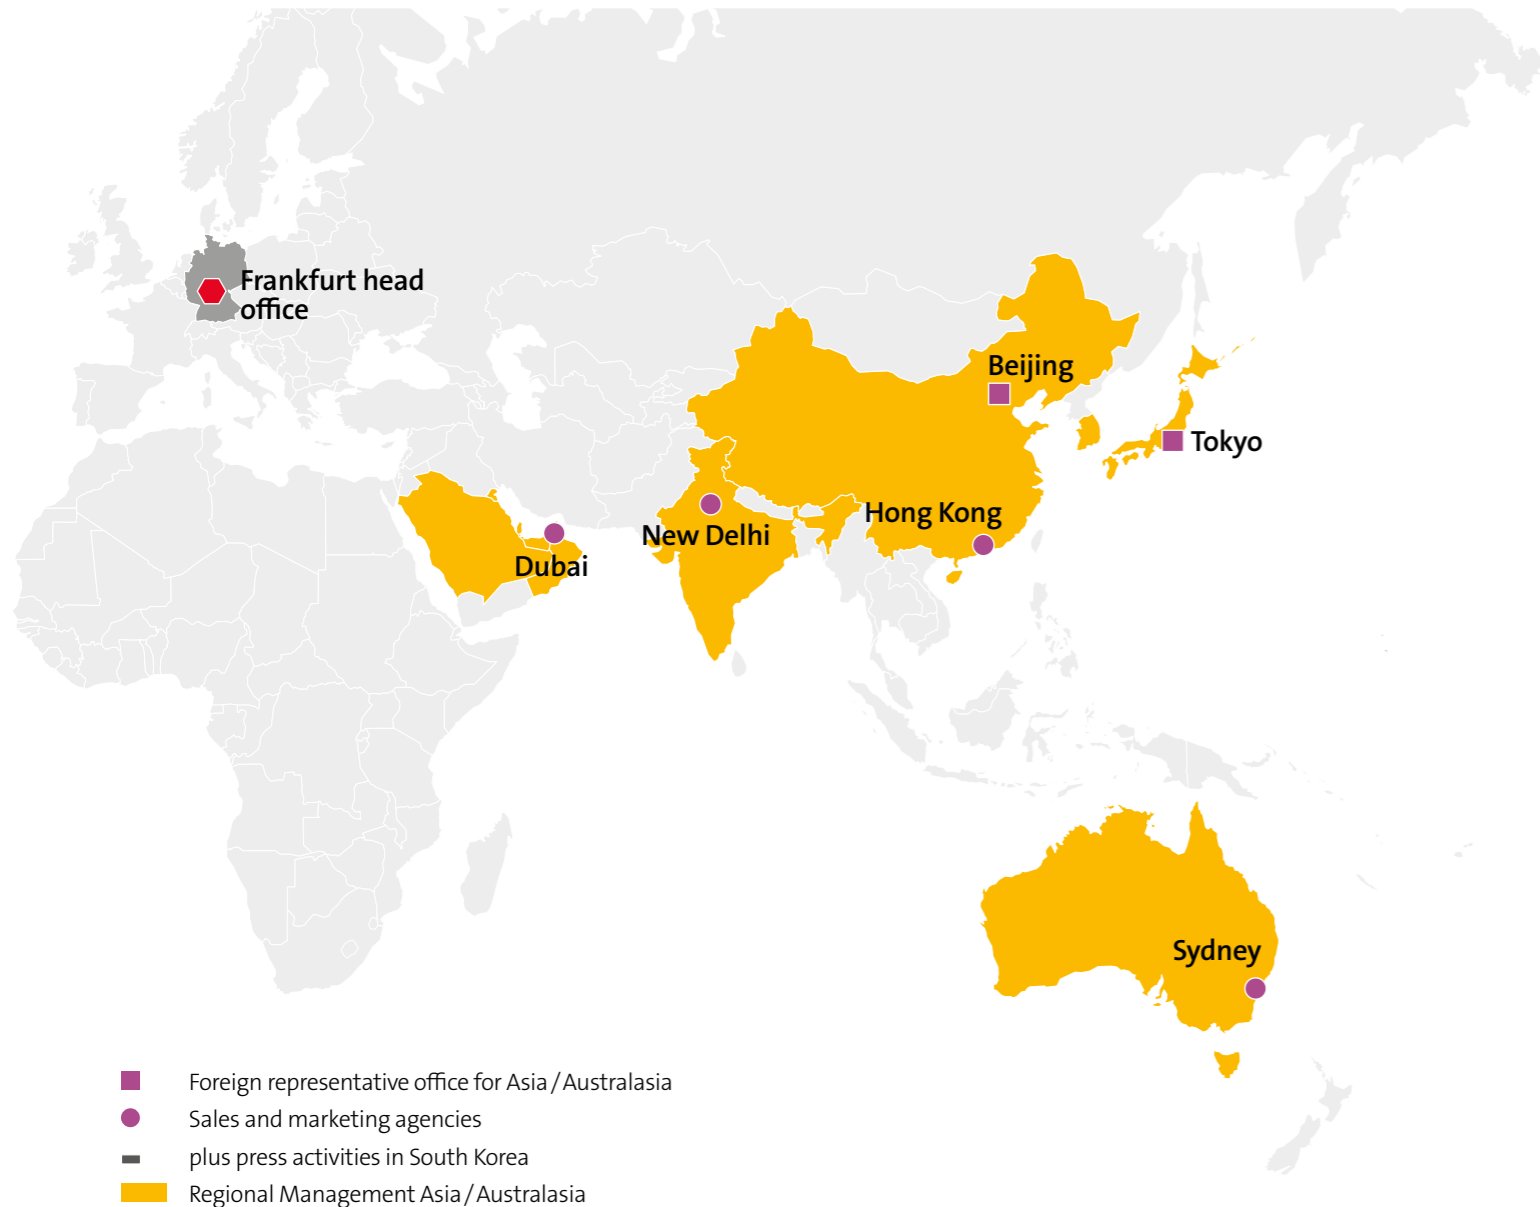 Frankfurt head
office
Beijing
Tokyo
Hong Kong
New Delhi
Dubai
Sydney
Foreign representative office for Asia / Australasia
Sales and marketing agencies
plus press activities in South Korea
Regional Management Asia / Australasia